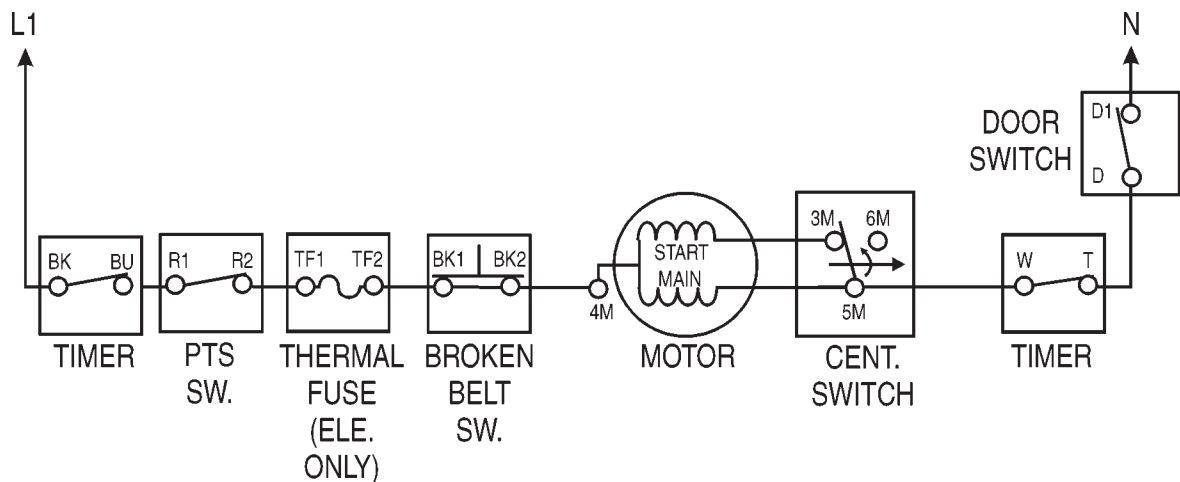 L1
N
DOOR
SWITCH
D1
D
BK BU
R1 R2
TF1 TF2
BK1 BK2
4M
START
MAIN
3M 6M
5M
W T
TIMER
PTS
SW.
THERMAL
FUSE
(ELE.
ONLY)
BROKEN
BELT
SW.
MOTOR
CENT.
SWITCH
TIMER